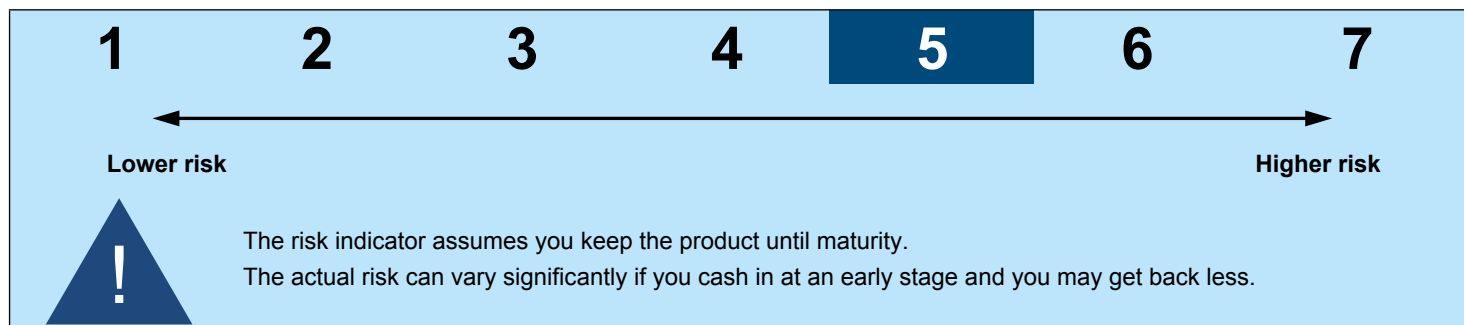 1 2 3 4 5 6 7
Lower risk Higher risk
!
The risk indicator assumes you keep the product until maturity.
The actual risk can vary significantly if you cash in at an early stage and you may get back less.